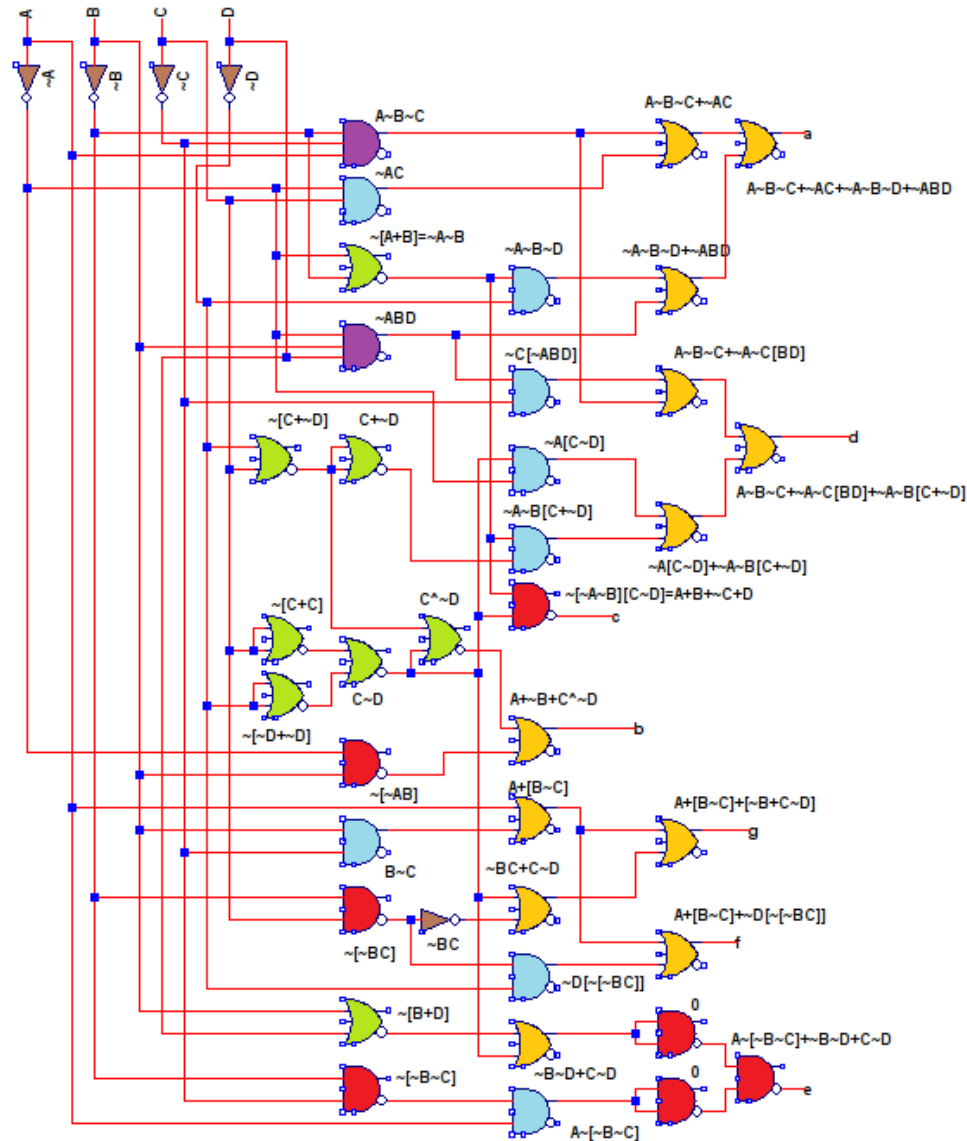 A
B
C
D
~A
~B
~C
~D
A~B~C
A~B~C+~AC
a
~AC
A~B~C+~AC+~A~B~D+~ABD
~[A+B]=~A~B
~A~B~D
~A~B~D+~ABD
~ABD
~C[~ABD]
A~B~C+~A~C[BD]
~[C+~D]
C+~D
~A[C~D]
d
A~B~C+~A~C[BD]+~A~B[C+~D]
~A~B[C+~D]
~A[C~D]+~A~B[C+~D]
~[C+C]
C^~D
~[~A~B][C~D]=A+B+~C+D
c
C~D
A+~B+C^~D
b
~[~D+~D]
~[~AB]
A+[B~C]
A+[B~C]+[~B+C~D]
g
B~C
~BC+C~D
~[~BC]
~BC
A+[B~C]+~D[~[~BC]]
f
~D[~[~BC]]
~[B+D]
0
A~[~B~C]+~B~D+C~D
~B~D+C~D
~[~B~C]
0
e
A~[~B~C]